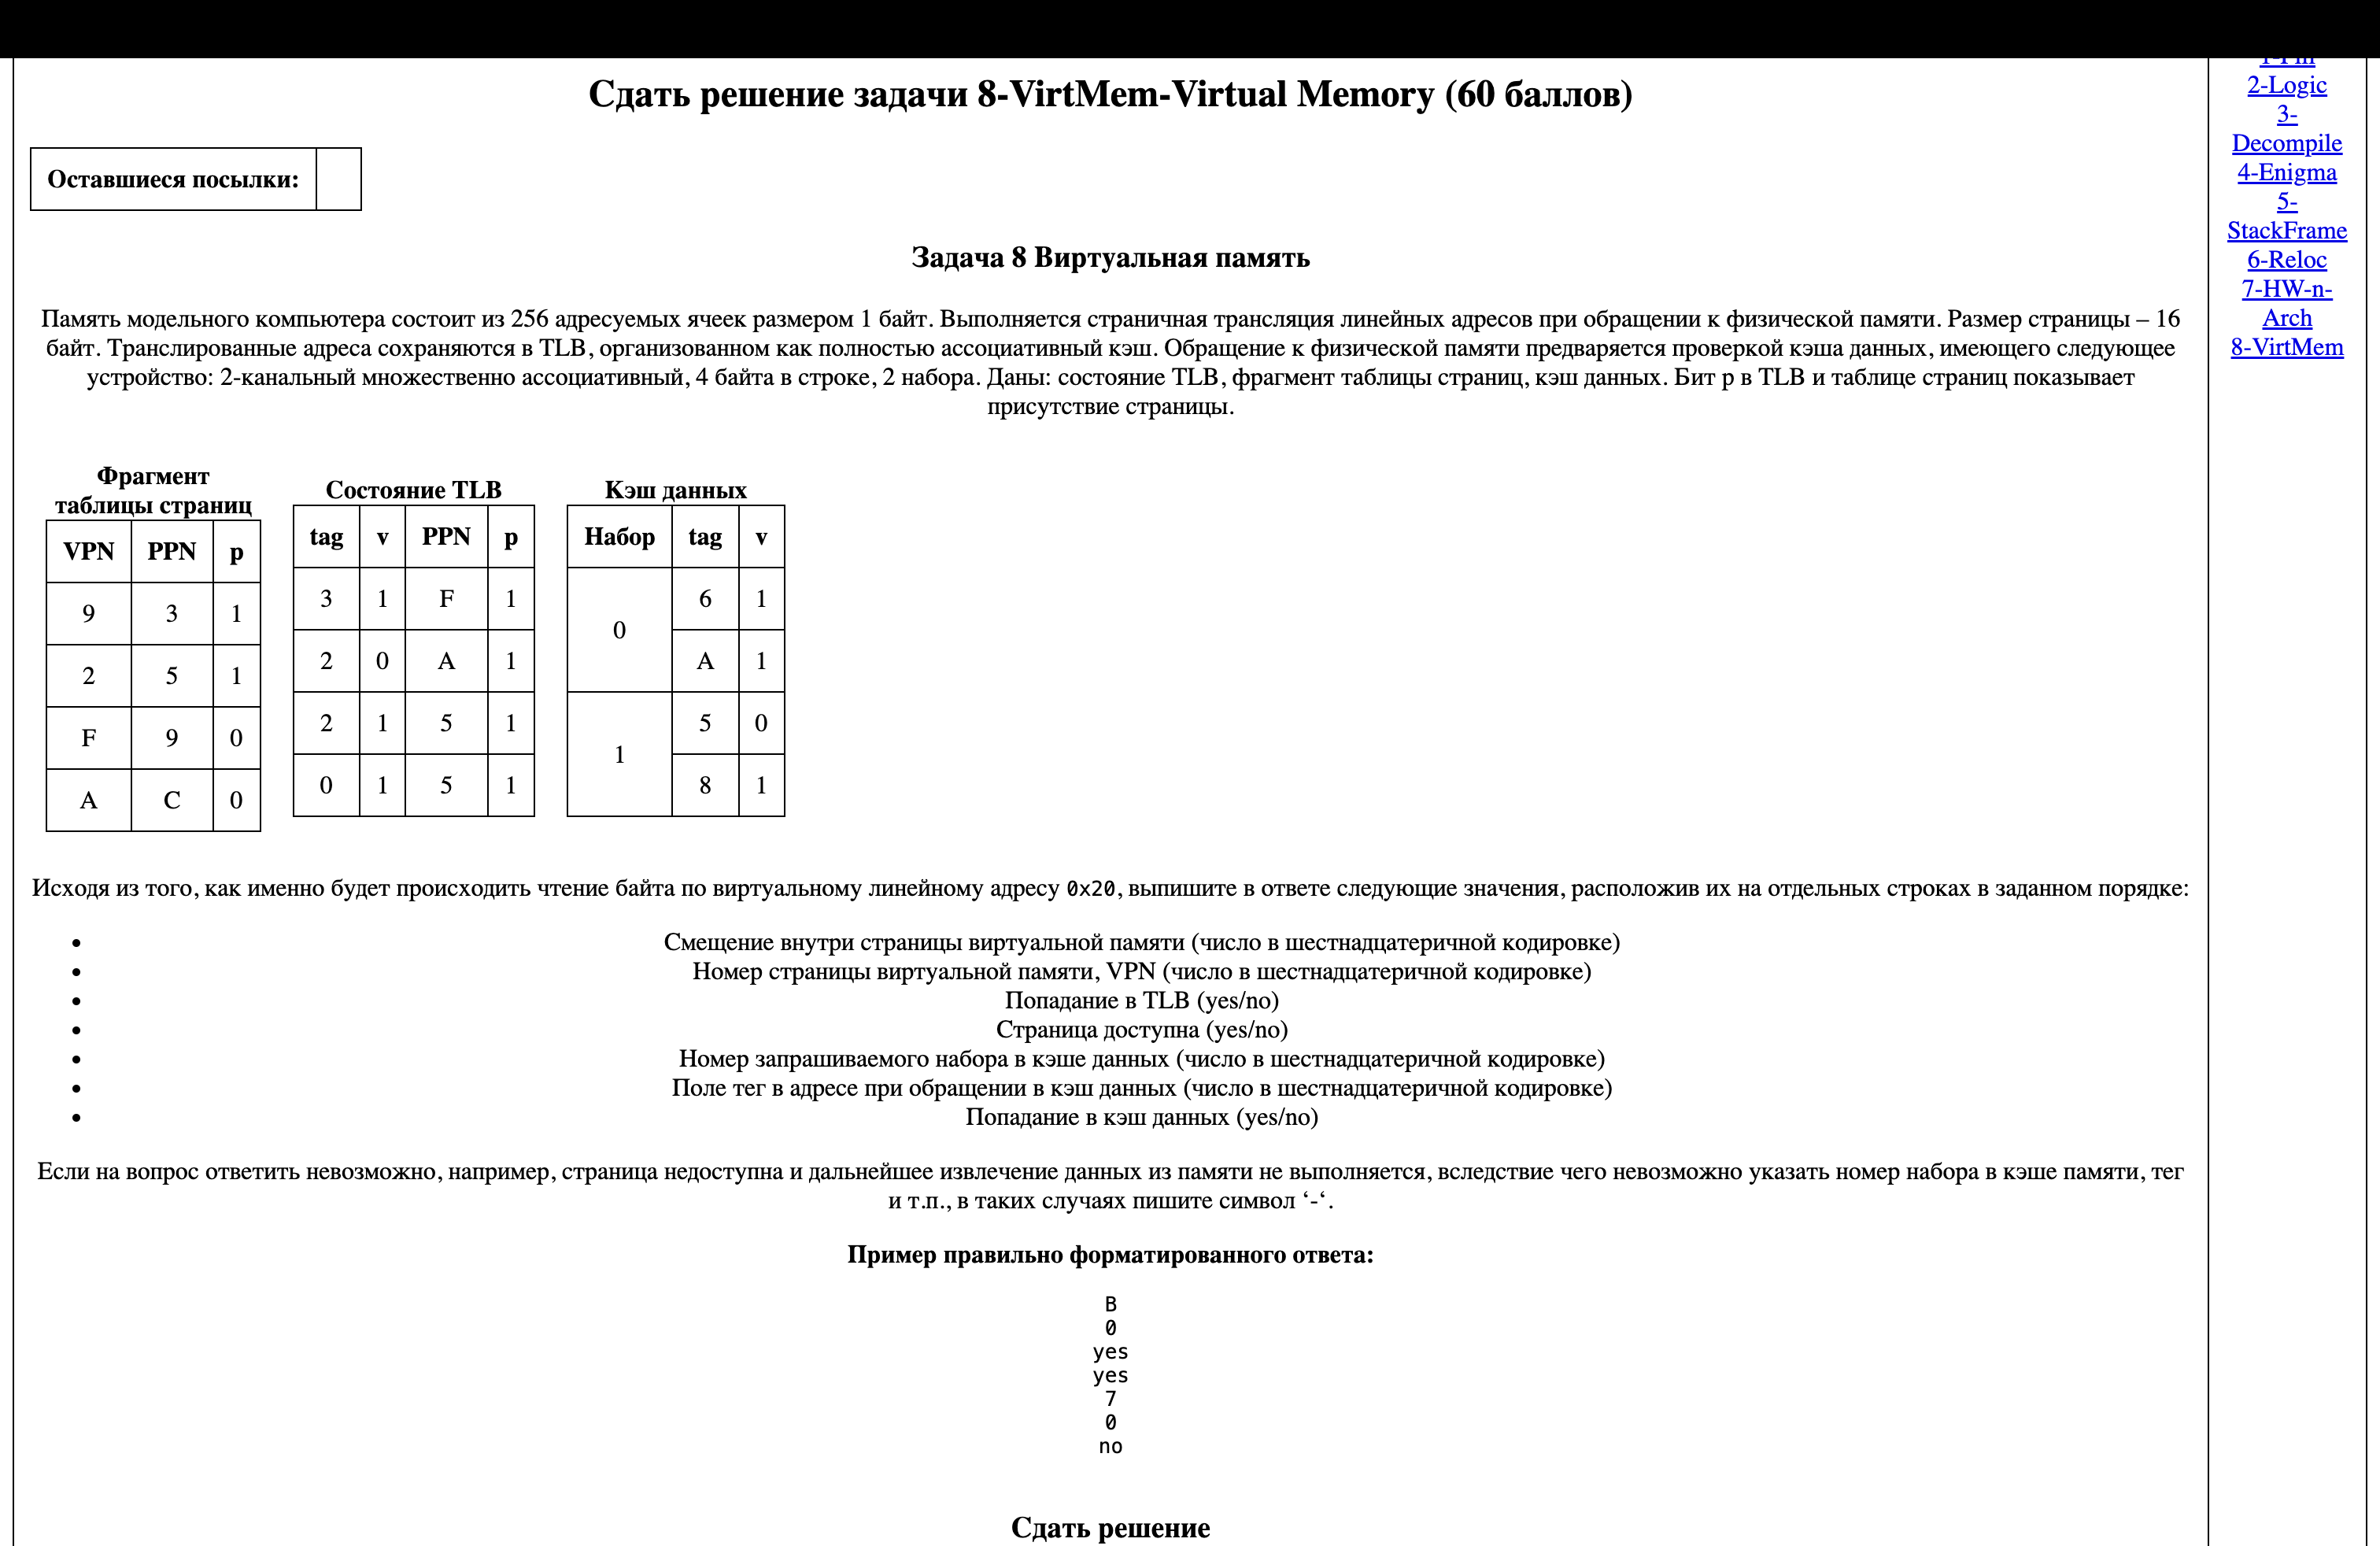 Сдать решение задачи 8-VirtMem-Virtual Memory (60 баллов)
Оставшиеся посылки:
Задача 8 Виртуальная память
Память модельного компьютера состоит из 256 адресуемых ячеек размером 1 байт. Выполняется страничная трансляция линейных адресов при обращении к физической памяти. Размер страницы – 16
байт. Транслированные адреса сохраняются в TLB, организованном как полностью ассоциативный кэш. Обращение к физической памяти предваряется проверкой кэша данных, имеющего следующее
устройство: 2-канальный множественно ассоциативный, 4 байта в строке, 2 набора. Даны: состояние TLB, фрагмент таблицы страниц, кэш данных. Бит p в TLB и таблице страниц показывает
присутствие страницы.
Фрагмент
таблицы страниц
VPN PPN p
9 3 1
2 5 1
F 9 0
A C 0
Состояние TLB
tag v PPN p
3 1 F 1
2 0 A 1
2 1 5 1
0 1 5 1
Кэш данных
Набор tag v
0 6 1
A 1
1 5 0
8 1
Исходя из того, как именно будет происходить чтение байта по виртуальному линейному адресу 0x20, выпишите в ответе следующие значения, расположив их на отдельных строках в заданном порядке:
• Смещение внутри страницы виртуальной памяти (число в шестнадцатеричной кодировке)
• Номер страницы виртуальной памяти, VPN (число в шестнадцатеричной кодировке)
• Попадание в TLB (yes/no)
• Страница доступна (yes/no)
• Номер запрашиваемого набора в кэше данных (число в шестнадцатеричной кодировке)
• Поле тег в адресе при обращении в кэш данных (число в шестнадцатеричной кодировке)
• Попадание в кэш данных (yes/no)
Если на вопрос ответить невозможно, например, страница недоступна и дальнейшее извлечение данных из памяти не выполняется, вследствие чего невозможно указать номер набора в кэше памяти, тег
и т.п., в таких случаях пишите символ ‘-‘.
Пример правильно форматированного ответа:
B
0
yes
yes
7
0
no
Сдать решение
2-Logic
3-
Decompile
4-Enigma
5-
StackFrame
6-Reloc
7-HW-n-
Arch
8-VirtMem